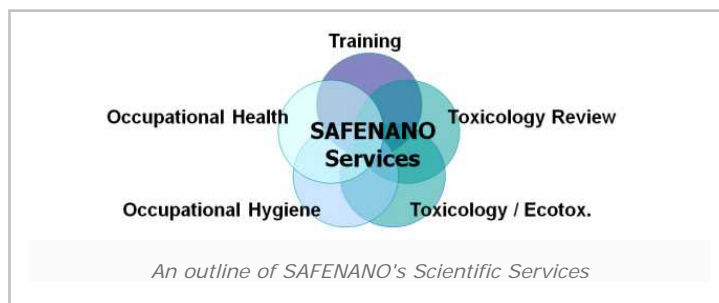 Training
Occupational Health
Toxicology Review
SAFENANO
Services
Occupational Hygiene
Toxicology / Ecotox.
An outline of SAFENANO's Scientific Services